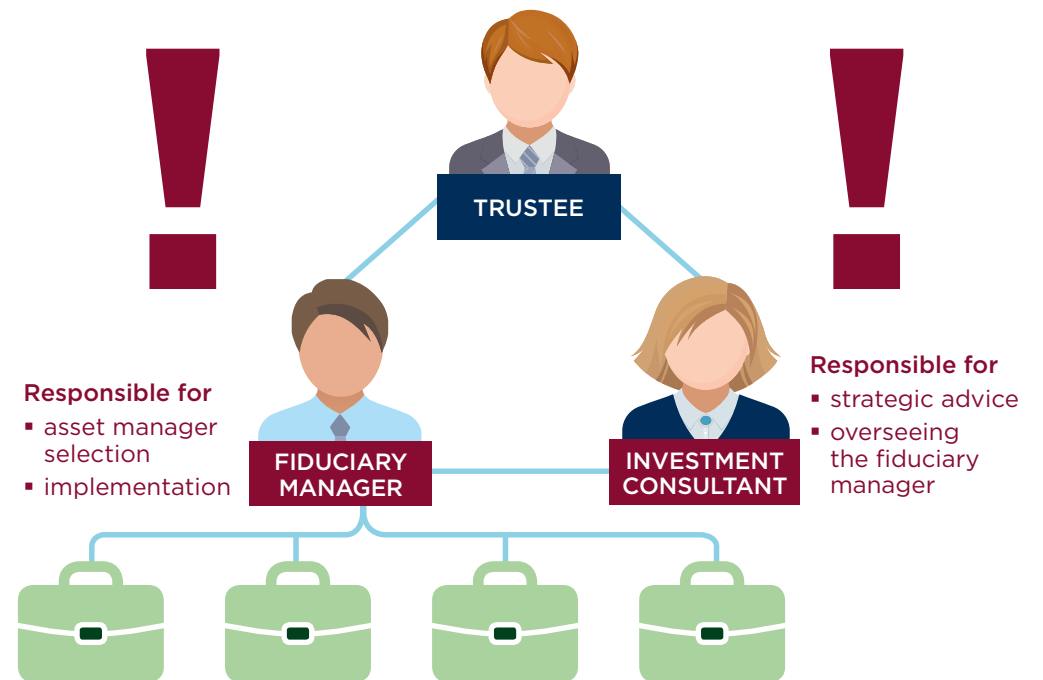 TRUSTEE
Responsible for
▪ asset manager
selection
▪ implementation
FIDUCIARY
MANAGER
INVESTMENT
CONSULTANT
Responsible for
▪ strategic advice
▪ overseeing
the fiduciary
manager